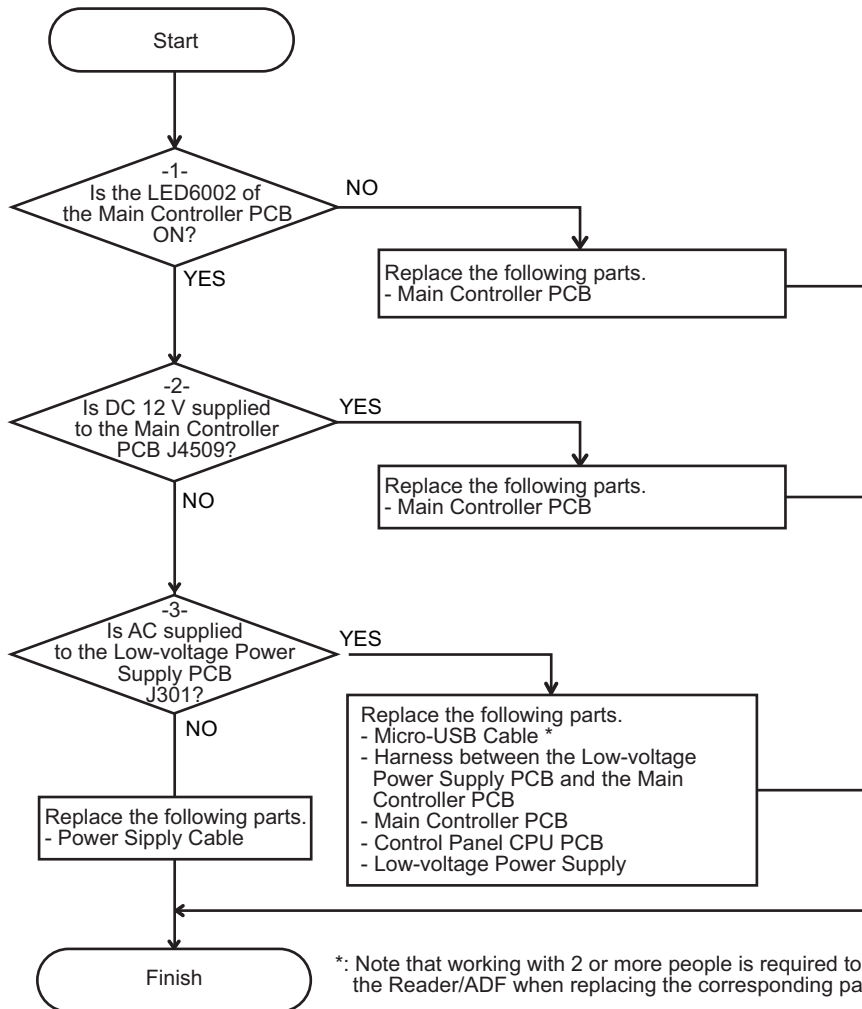 Start
-1-
Is the LED6002 of
the Main Controller PCB
ON?
NO
YES
Replace the following parts.
- Main Controller PCB
-2-
Is DC 12 V supplied
to the Main Controller
PCB J4509?
YES
NO
Replace the following parts.
- Main Controller PCB
-3-
Is AC supplied
to the Low-voltage Power
Supply PCB
J301?
YES
NO
Replace the following parts.
- Micro-USB Cable *
- Harness between the Low-voltage
Power Supply PCB and the Main
Controller PCB
- Main Controller PCB
- Control Panel CPU PCB
- Low-voltage Power Supply
Replace the following parts.
- Power Sipply Cable
Finish
*: Note that working with 2 or more people is required to
the Reader/ADF when replacing the corresponding pa